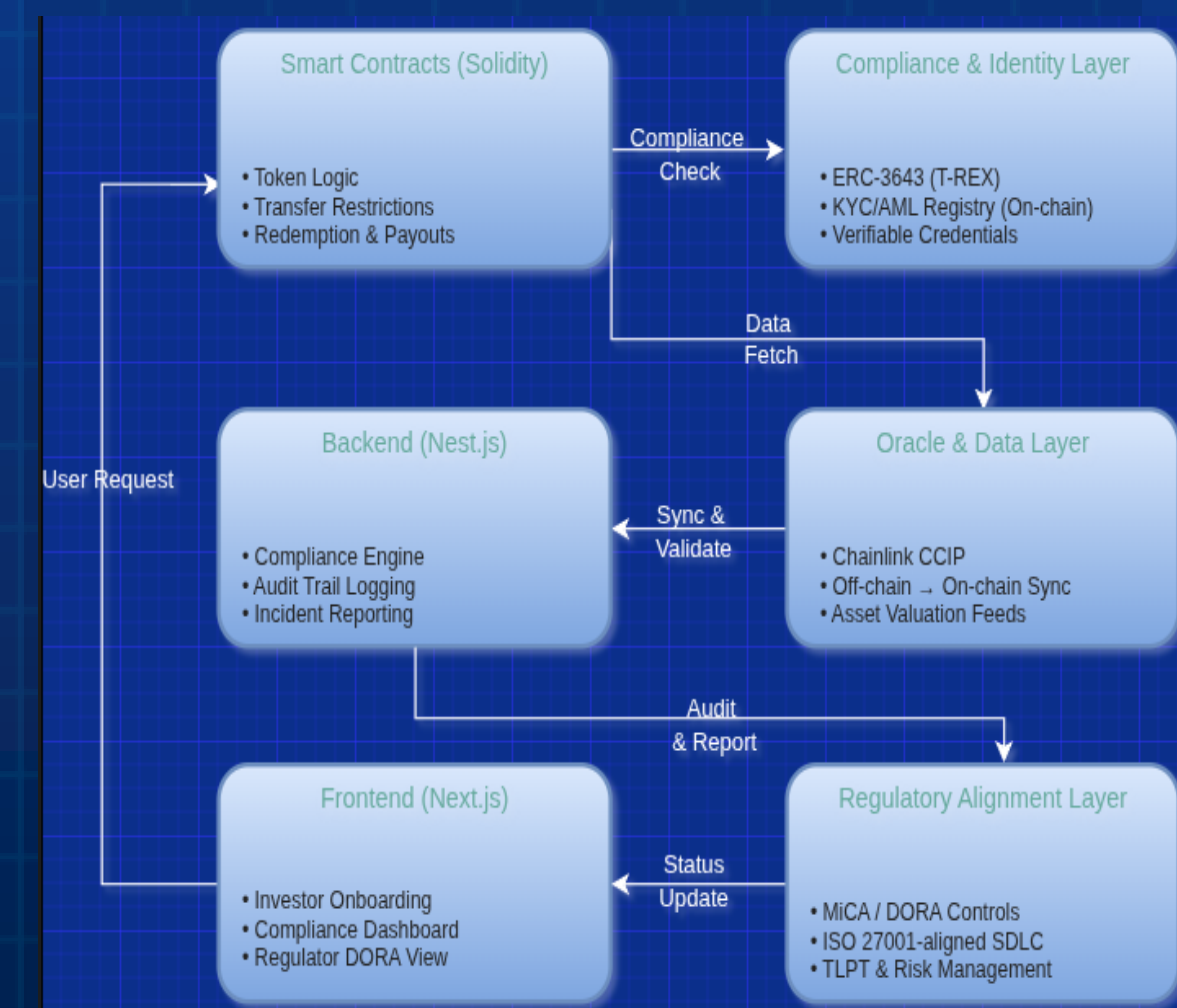 Smart Contracts (Solidity)
• Token Logic
• Transfer Restrictions
• Redemption & Payouts
Compliance
Check
Compliance & Identity Layer
• ERC-3643 (T-REX)
• KYC/AML Registry (On-chain)
• Verifiable Credentials
Data
Fetch
User Request
Backend (Nest.js)
• Compliance Engine
• Audit Trail Logging
• Incident Reporting
Sync &
Validate
Oracle & Data Layer
• Chainlink CCIP
• Off-chain → On-chain Sync
• Asset Valuation Feeds
Audit
& Report
Frontend (Next.js)
• Investor Onboarding
• Compliance Dashboard
• Regulator DORA View
Status
Update
Regulatory Alignment Layer
• MiCA / DORA Controls
• ISO 27001-aligned SDLC
• TLPT & Risk Management